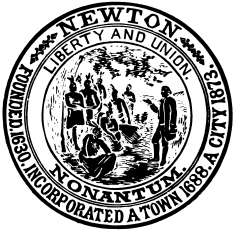 NEWTON
LIBERTY AND UNION.
NONANTUM.
FOUNDED.1630.INCORPORATED A TOWN 1688. A CITY 1873.